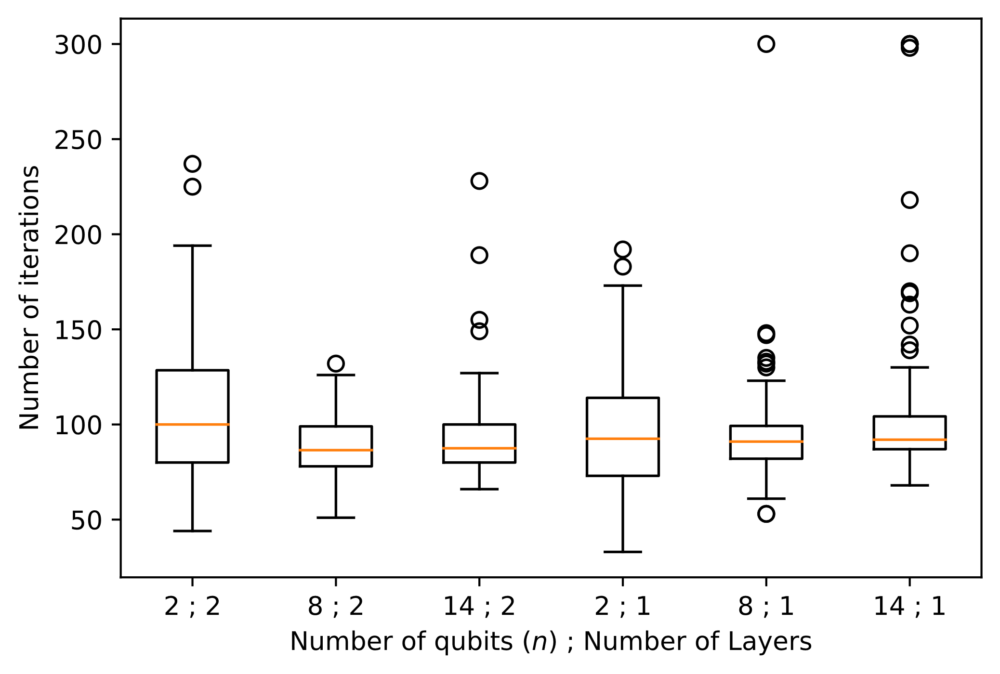 Number of iterations
300
250
200
150
100
50
2 ; 2
8 ; 2
14 ; 2
2 ; 1
8 ; 1
14 ; 1
Number of qubits (n) ; Number of Layers